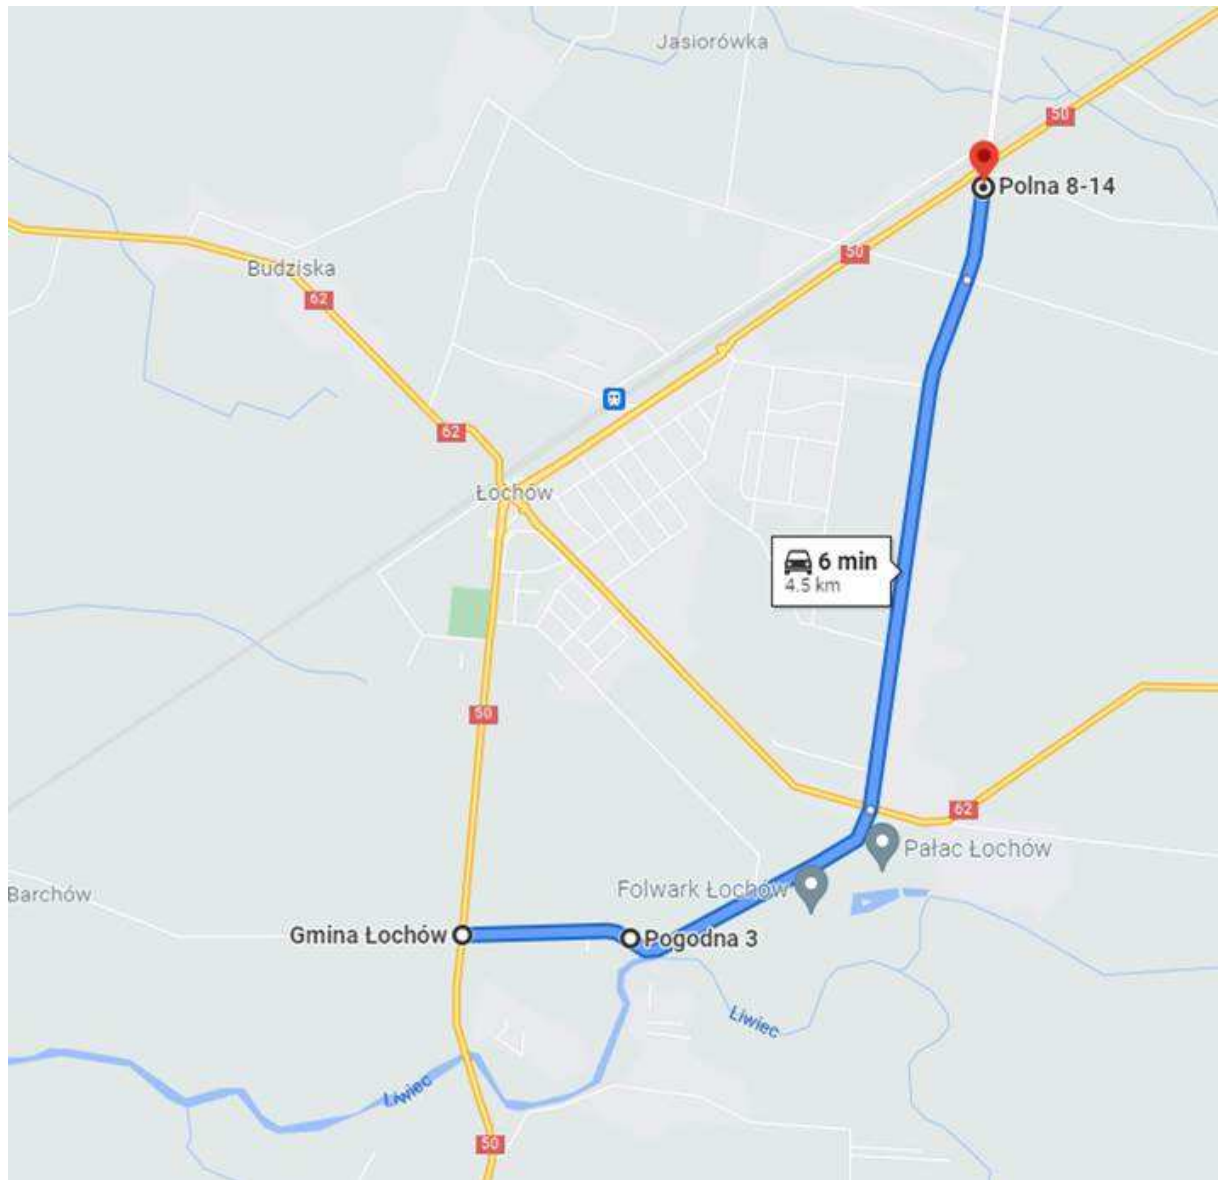 Jasiorówka
50
Polna 8-14
50
Budziska
62
62
Łochów
6 min
4.5 km
50
62
Pałac Łochów
Folwark Łochów
Barchów
Gmina Łochów
Pogodna 3
Liwiec
Liwiec
50